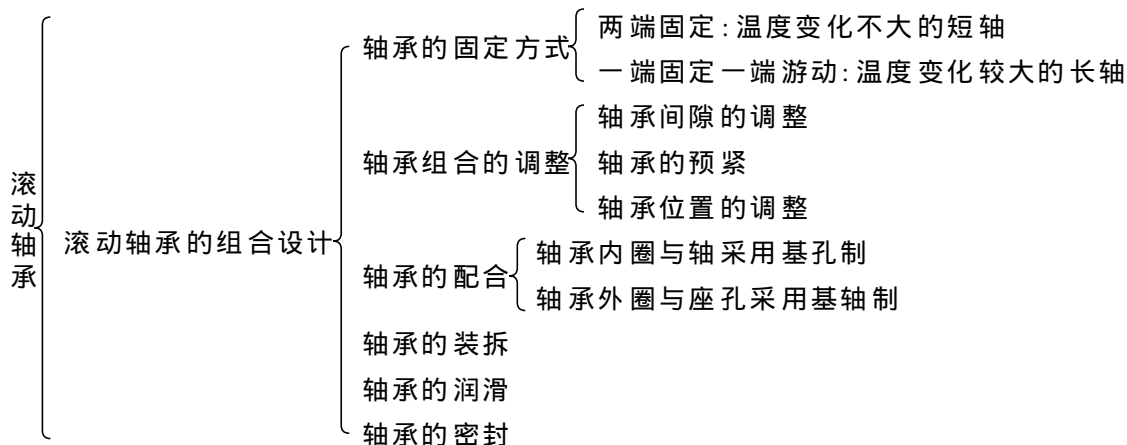 滚动轴承
滚动轴承的组合设计
轴承的固定方式
两端固定:温度变化不大的短轴
一端固定一端游动:温度变化较大的长轴
轴承组合的调整
轴承间隙的调整
轴承的预紧
轴承位置的调整
轴承的配合
轴承内圈与轴采用基孔制
轴承外圈与座孔采用基轴制
轴承的装拆
轴承的润滑
轴承的密封